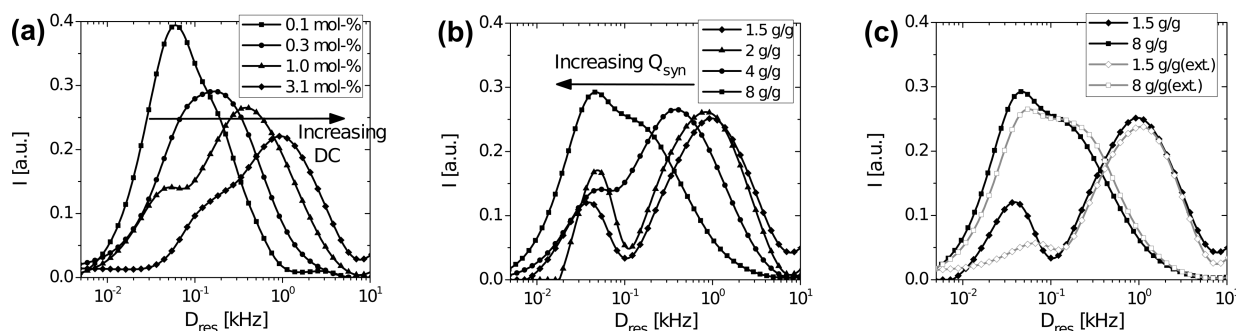 (a)
0.4
0.3
0.2
0.1
0.0
I [a.u.]
0.1 mol-%
0.3 mol-%
1.0 mol-%
3.1 mol-%
Increasing
DC
10⁻² 10⁻¹ 10⁰ 10¹
D_res [kHz]
(b)
0.4
0.3
0.2
0.1
0.0
I [a.u.]
1.5 g/g
2 g/g
4 g/g
8 g/g
Increasing Q_syn
10⁻² 10⁻¹ 10⁰ 10¹
D_res [kHz]
(c)
0.4
0.3
0.2
0.1
0.0
I [a.u.]
1.5 g/g
8 g/g
1.5 g/g(ext.)
8 g/g(ext.)
10⁻² 10⁻¹ 10⁰ 10¹
D_res [kHz]